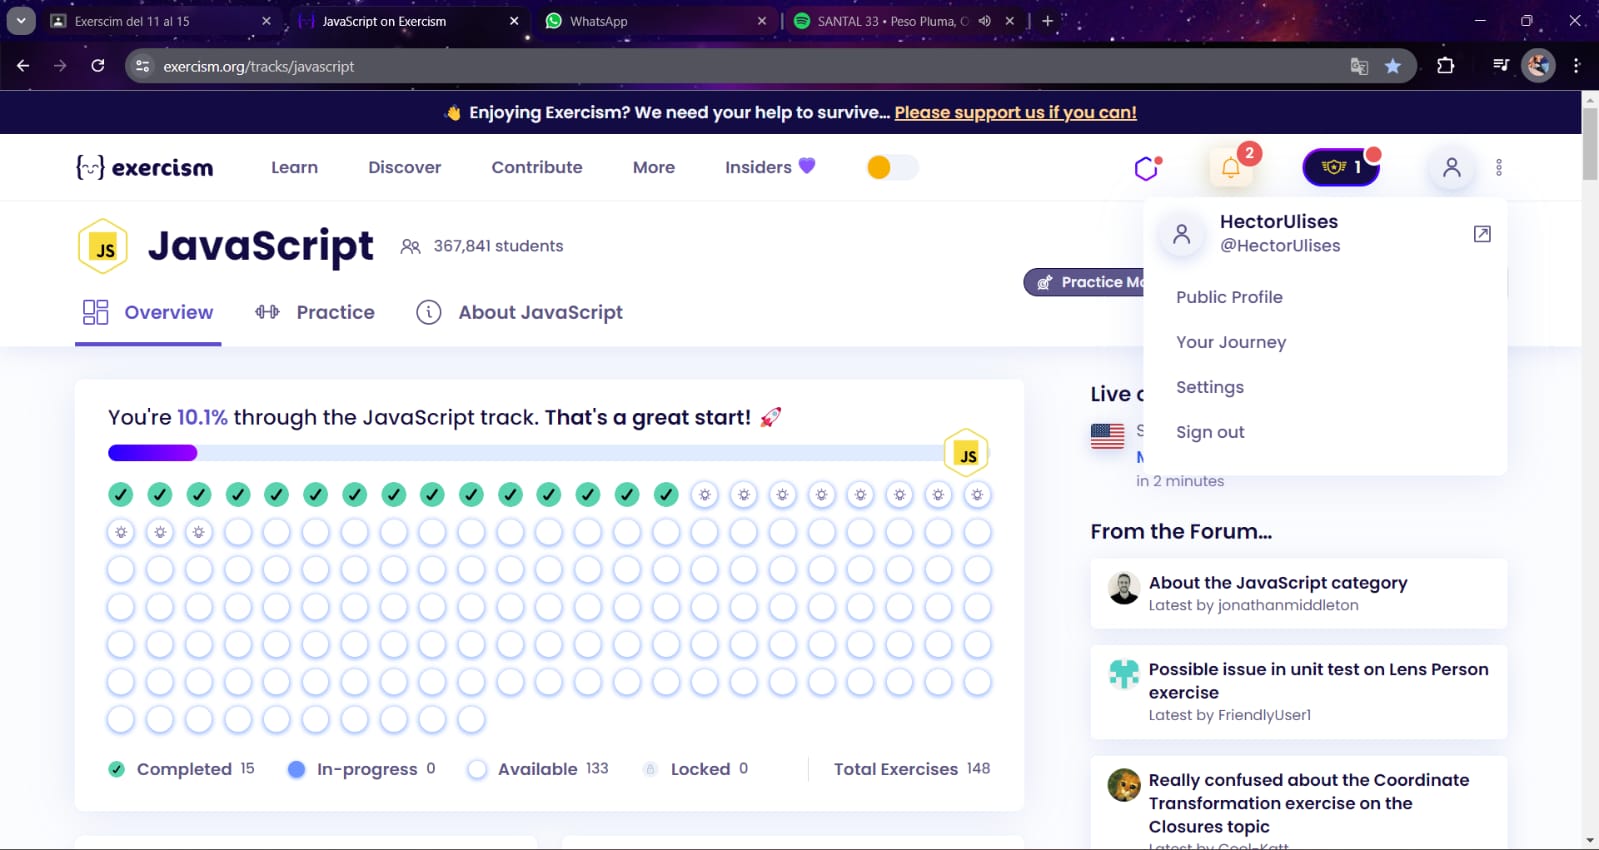 Exerscim del 11 al 15
JavaScript on Exercism
WhatsApp
SANTAL 33 • Peso Pluma, O
exercism.org/tracks/javascript
👋 Enjoying Exercism? We need your help to survive... Please support us if you can!
exercism
Learn
Discover
Contribute
More
Insiders 💜
2
1
JS
JavaScript
367,841 students
HectorUlises
@HectorUlises
Practice Mo
Public Profile
Your Journey
Settings
Sign out
Overview
Practice
About JavaScript
You're 10.1% through the JavaScript track. That's a great start! 🚀
JS
Completed 15
In-progress 0
Available 133
Locked 0
Total Exercises 148
Live
in 2 minutes
From the Forum...
About the JavaScript category
Latest by jonathanmiddleton
Possible issue in unit test on Lens Person
exercise
Latest by FriendlyUser1
Really confused about the Coordinate
Transformation exercise on the
Closures topic
Latest by Cool-Katt